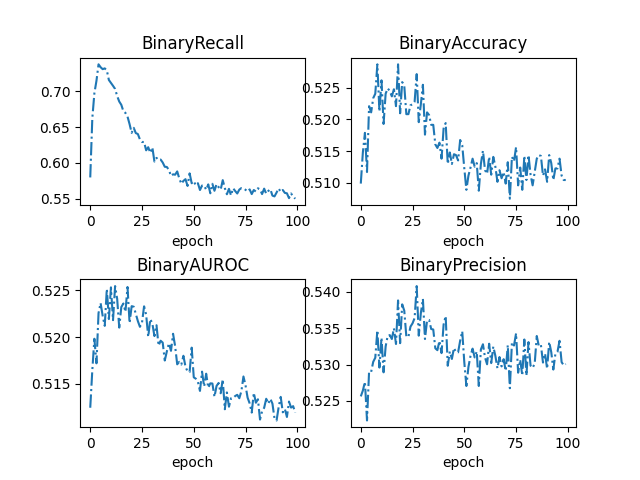 BinaryRecall
0.70
0.65
0.60
0.55
0 25 50 75 100
epoch
BinaryAccuracy
0.525
0.520
0.515
0.510
0 25 50 75 100
epoch
BinaryAUROC
0.525
0.520
0.515
0 25 50 75 100
epoch
BinaryPrecision
0.540
0.535
0.530
0.525
0 25 50 75 100
epoch